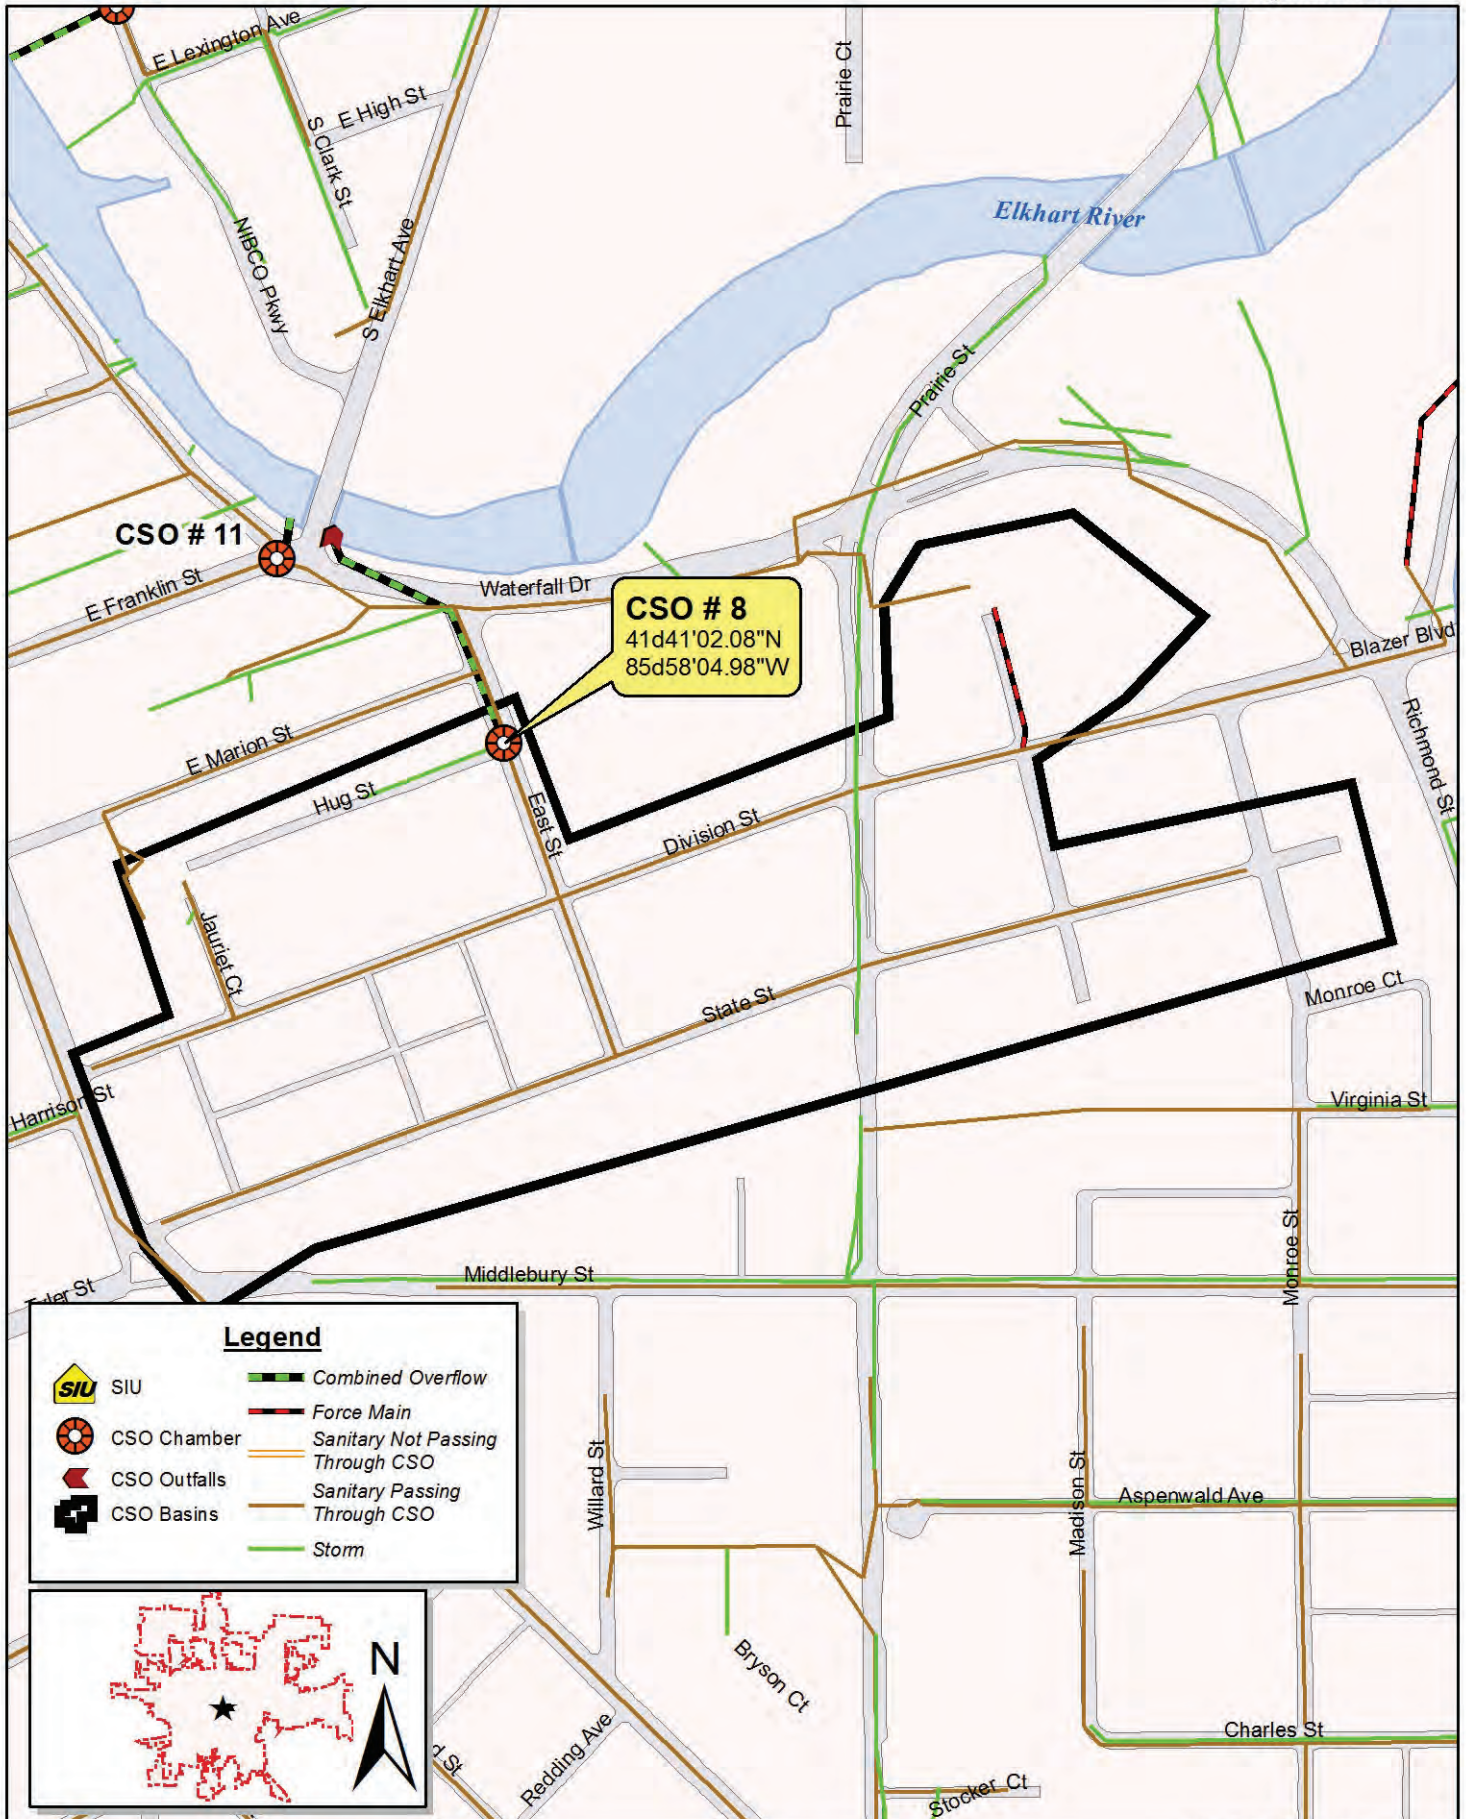 E Lexington Ave
Prairie Ct
E High St
S Clark St
Elkhart River
NIBCO Pkwy
S Elkhart Ave
Prairie St
CSO # 11
Waterfall Dr
E Franklin St
CSO # 8
41d41'02.08"N
85d58'04.98"W
Blazer Blvd
Richmond St
E Marion St
Hug St
East St
Division St
Jauriet Ct
State St
Monroe Ct
Harrison St
Virginia St
Monroe St
Middlebury St
Tyler St
Legend
SIU SIU
CSO Chamber
CSO Outfalls
CSO Basins
Combined Overflow
Force Main
Sanitary Not Passing
Through CSO
Sanitary Passing
Through CSO
Storm
Willard St
Madison St
Aspenwald Ave
N
Bryson Ct
Charles St
d St
Redding Ave
Stocker Ct